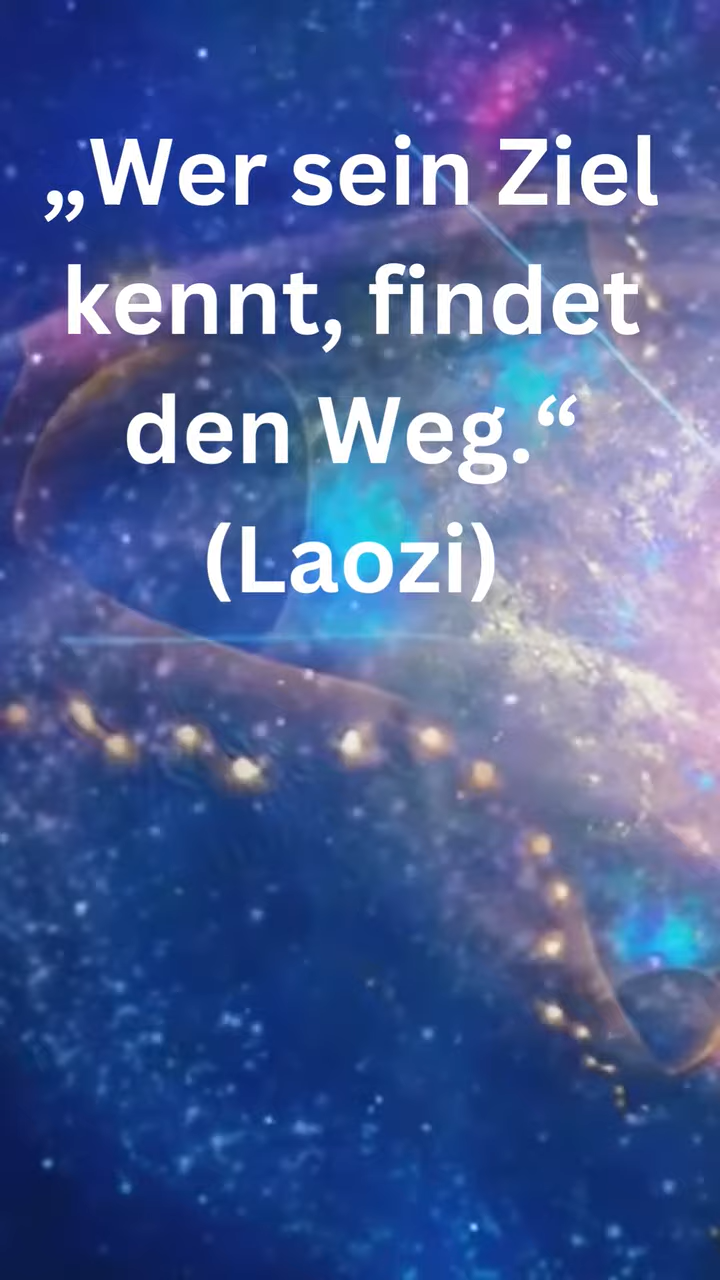 „Wer sein Ziel
kennt, findet
den Weg.“
(Laozi)